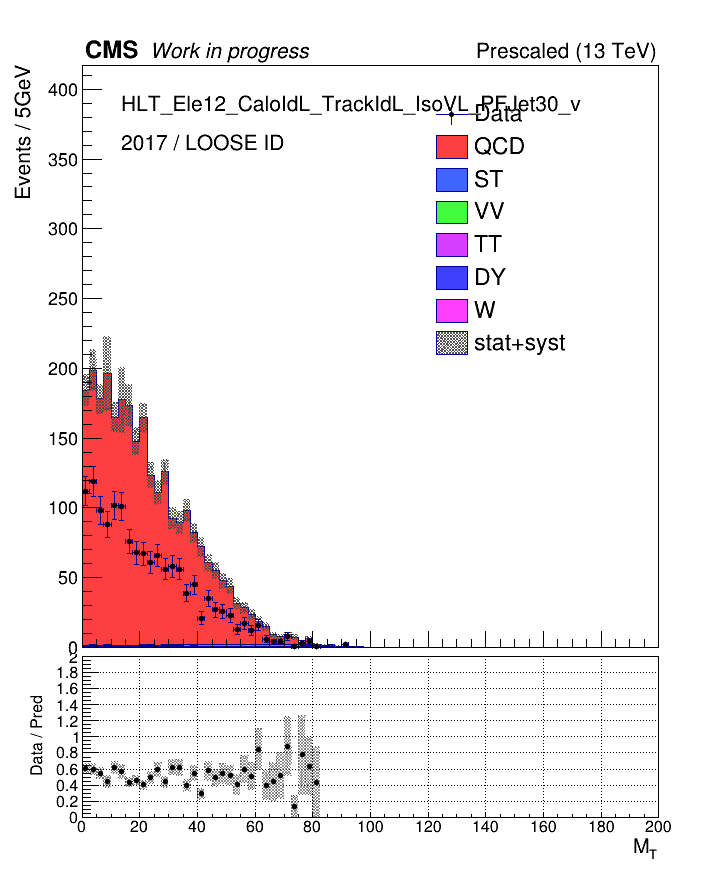 CMS Work in progress Prescaled (13 TeV)
Events / 5GeV
400
350
300
250
200
150
100
50
0
HLT_Ele12_CaloIdL_TrackIdL_IsoVL_PFJet30_v
2017 / LOOSE ID
Data
QCD
ST
VV
TT
DY
W
stat+syst
Data / Pred
2
1.8
1.6
1.4
1.2
1
0.8
0.6
0.4
0.2
0
0 20 40 60 80 100 120 140 160 180 200
M_T